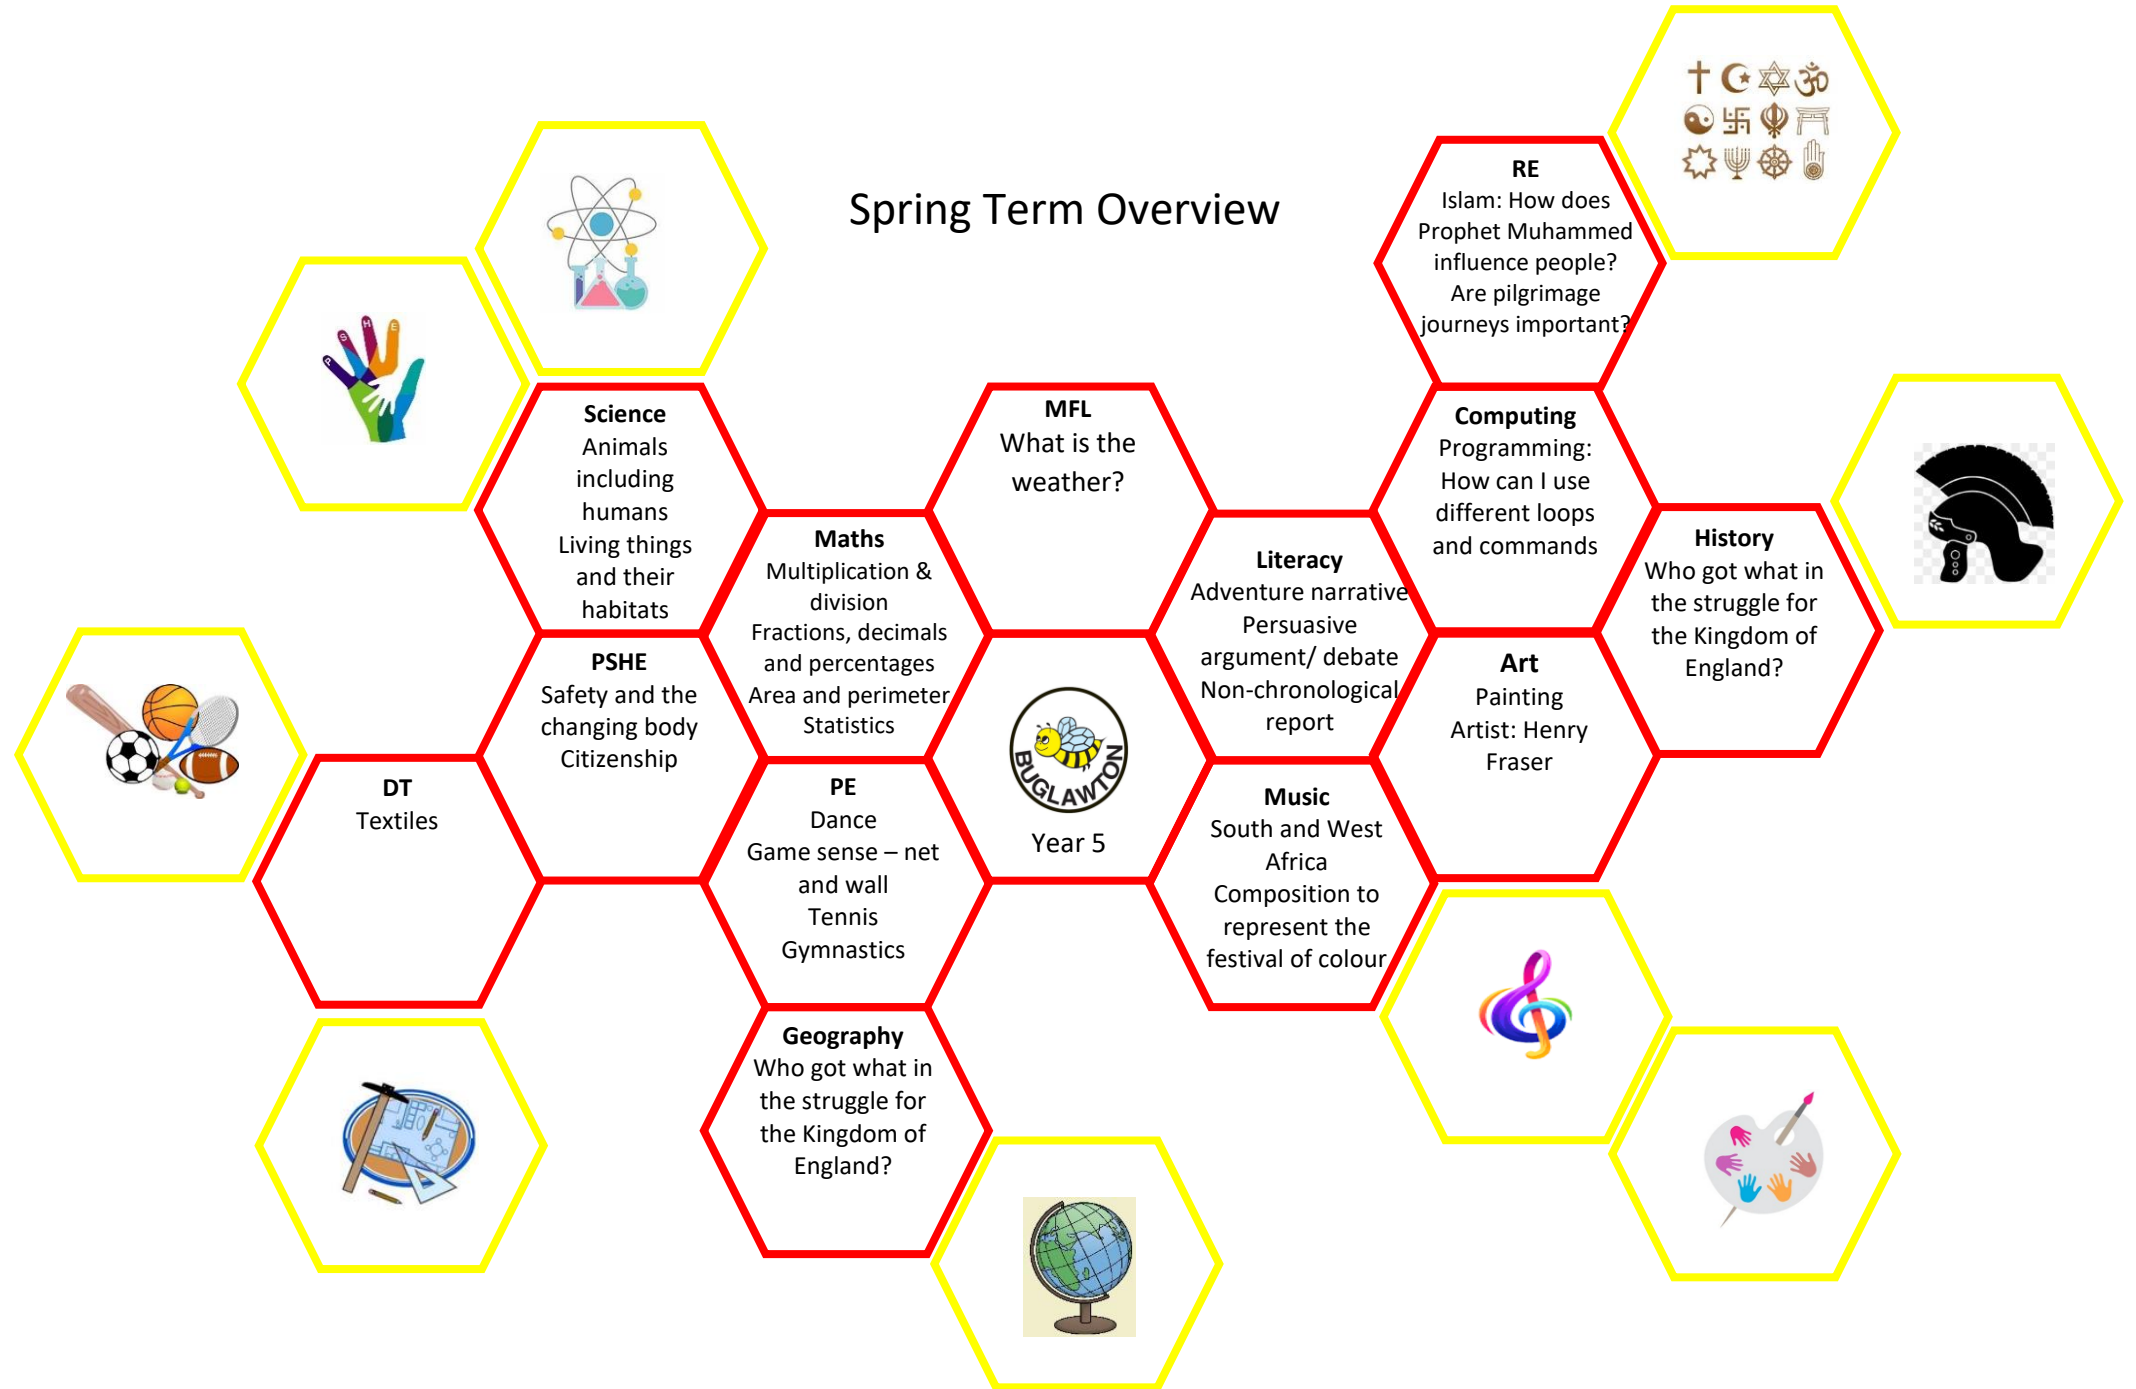 Spring Term Overview
RE
Islam: How does
Prophet Muhammed
influence people?
Are pilgrimage
journeys important?
P
S
H
E
Science
Animals
including
humans
Living things
and their
habitats
MFL
What is the
weather?
Computing
Programming:
How can I use
different loops
and commands
Maths
Multiplication &
division
Fractions, decimals
and percentages
Area and perimeter
Statistics
Literacy
Adventure narrative
Persuasive
argument/ debate
Non-chronological
report
History
Who got what in
the struggle for
the Kingdom of
England?
PSHE
Safety and the
changing body
Citizenship
BUGLAWTON
Year 5
Art
Painting
Artist: Henry
Fraser
DT
Textiles
PE
Dance
Game sense – net
and wall
Tennis
Gymnastics
Music
South and West
Africa
Composition to
represent the
festival of colour
Geography
Who got what in
the struggle for
the Kingdom of
England?